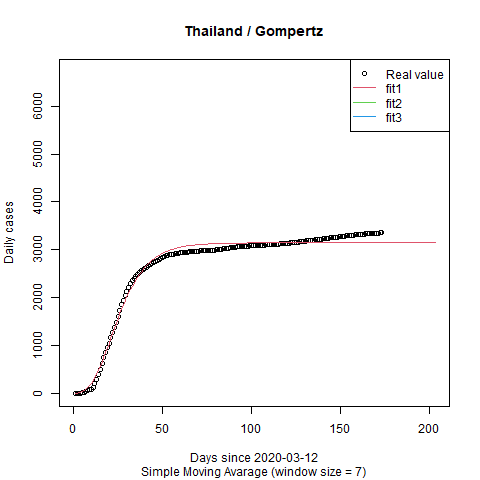 Thailand / Gompertz
Real value
fit1
fit2
fit3
Daily cases
6000
5000
4000
3000
2000
1000
0
0 50 100 150 200
Days since 2020-03-12
Simple Moving Avarage (window size = 7)